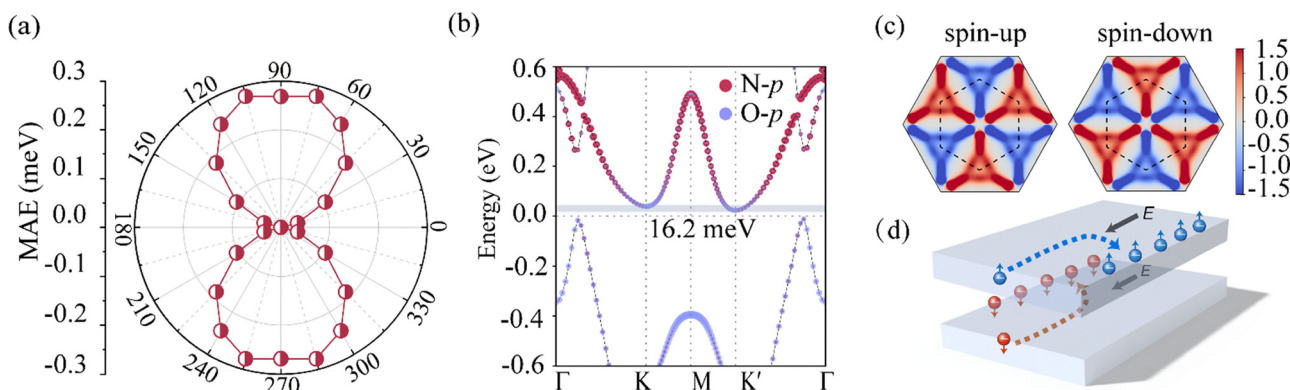 (a)
MAE (meV)
0.3
0.2
0.1
0.0
-0.1
-0.2
-0.3
90
60
30
0
330
300
270
240
210
180
150
120
(b)
Energy (eV)
0.6
0.4
0.2
0.0
-0.2
-0.4
-0.6
N-p
O-p
16.2 meV
Γ K M K′ Γ
(c)
spin-up spin-down
1.5
1.0
0.5
0.0
-0.5
-1.0
-1.5
(d)
E
E